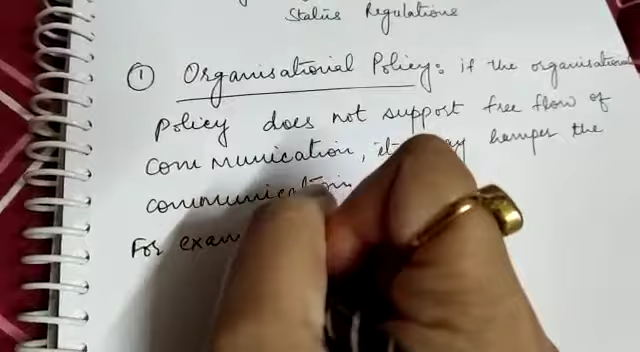 Status Regulations
① Organisational Policy: if the organisational
Policy does not support free flow of
communication, it hamper the
communication
For exam